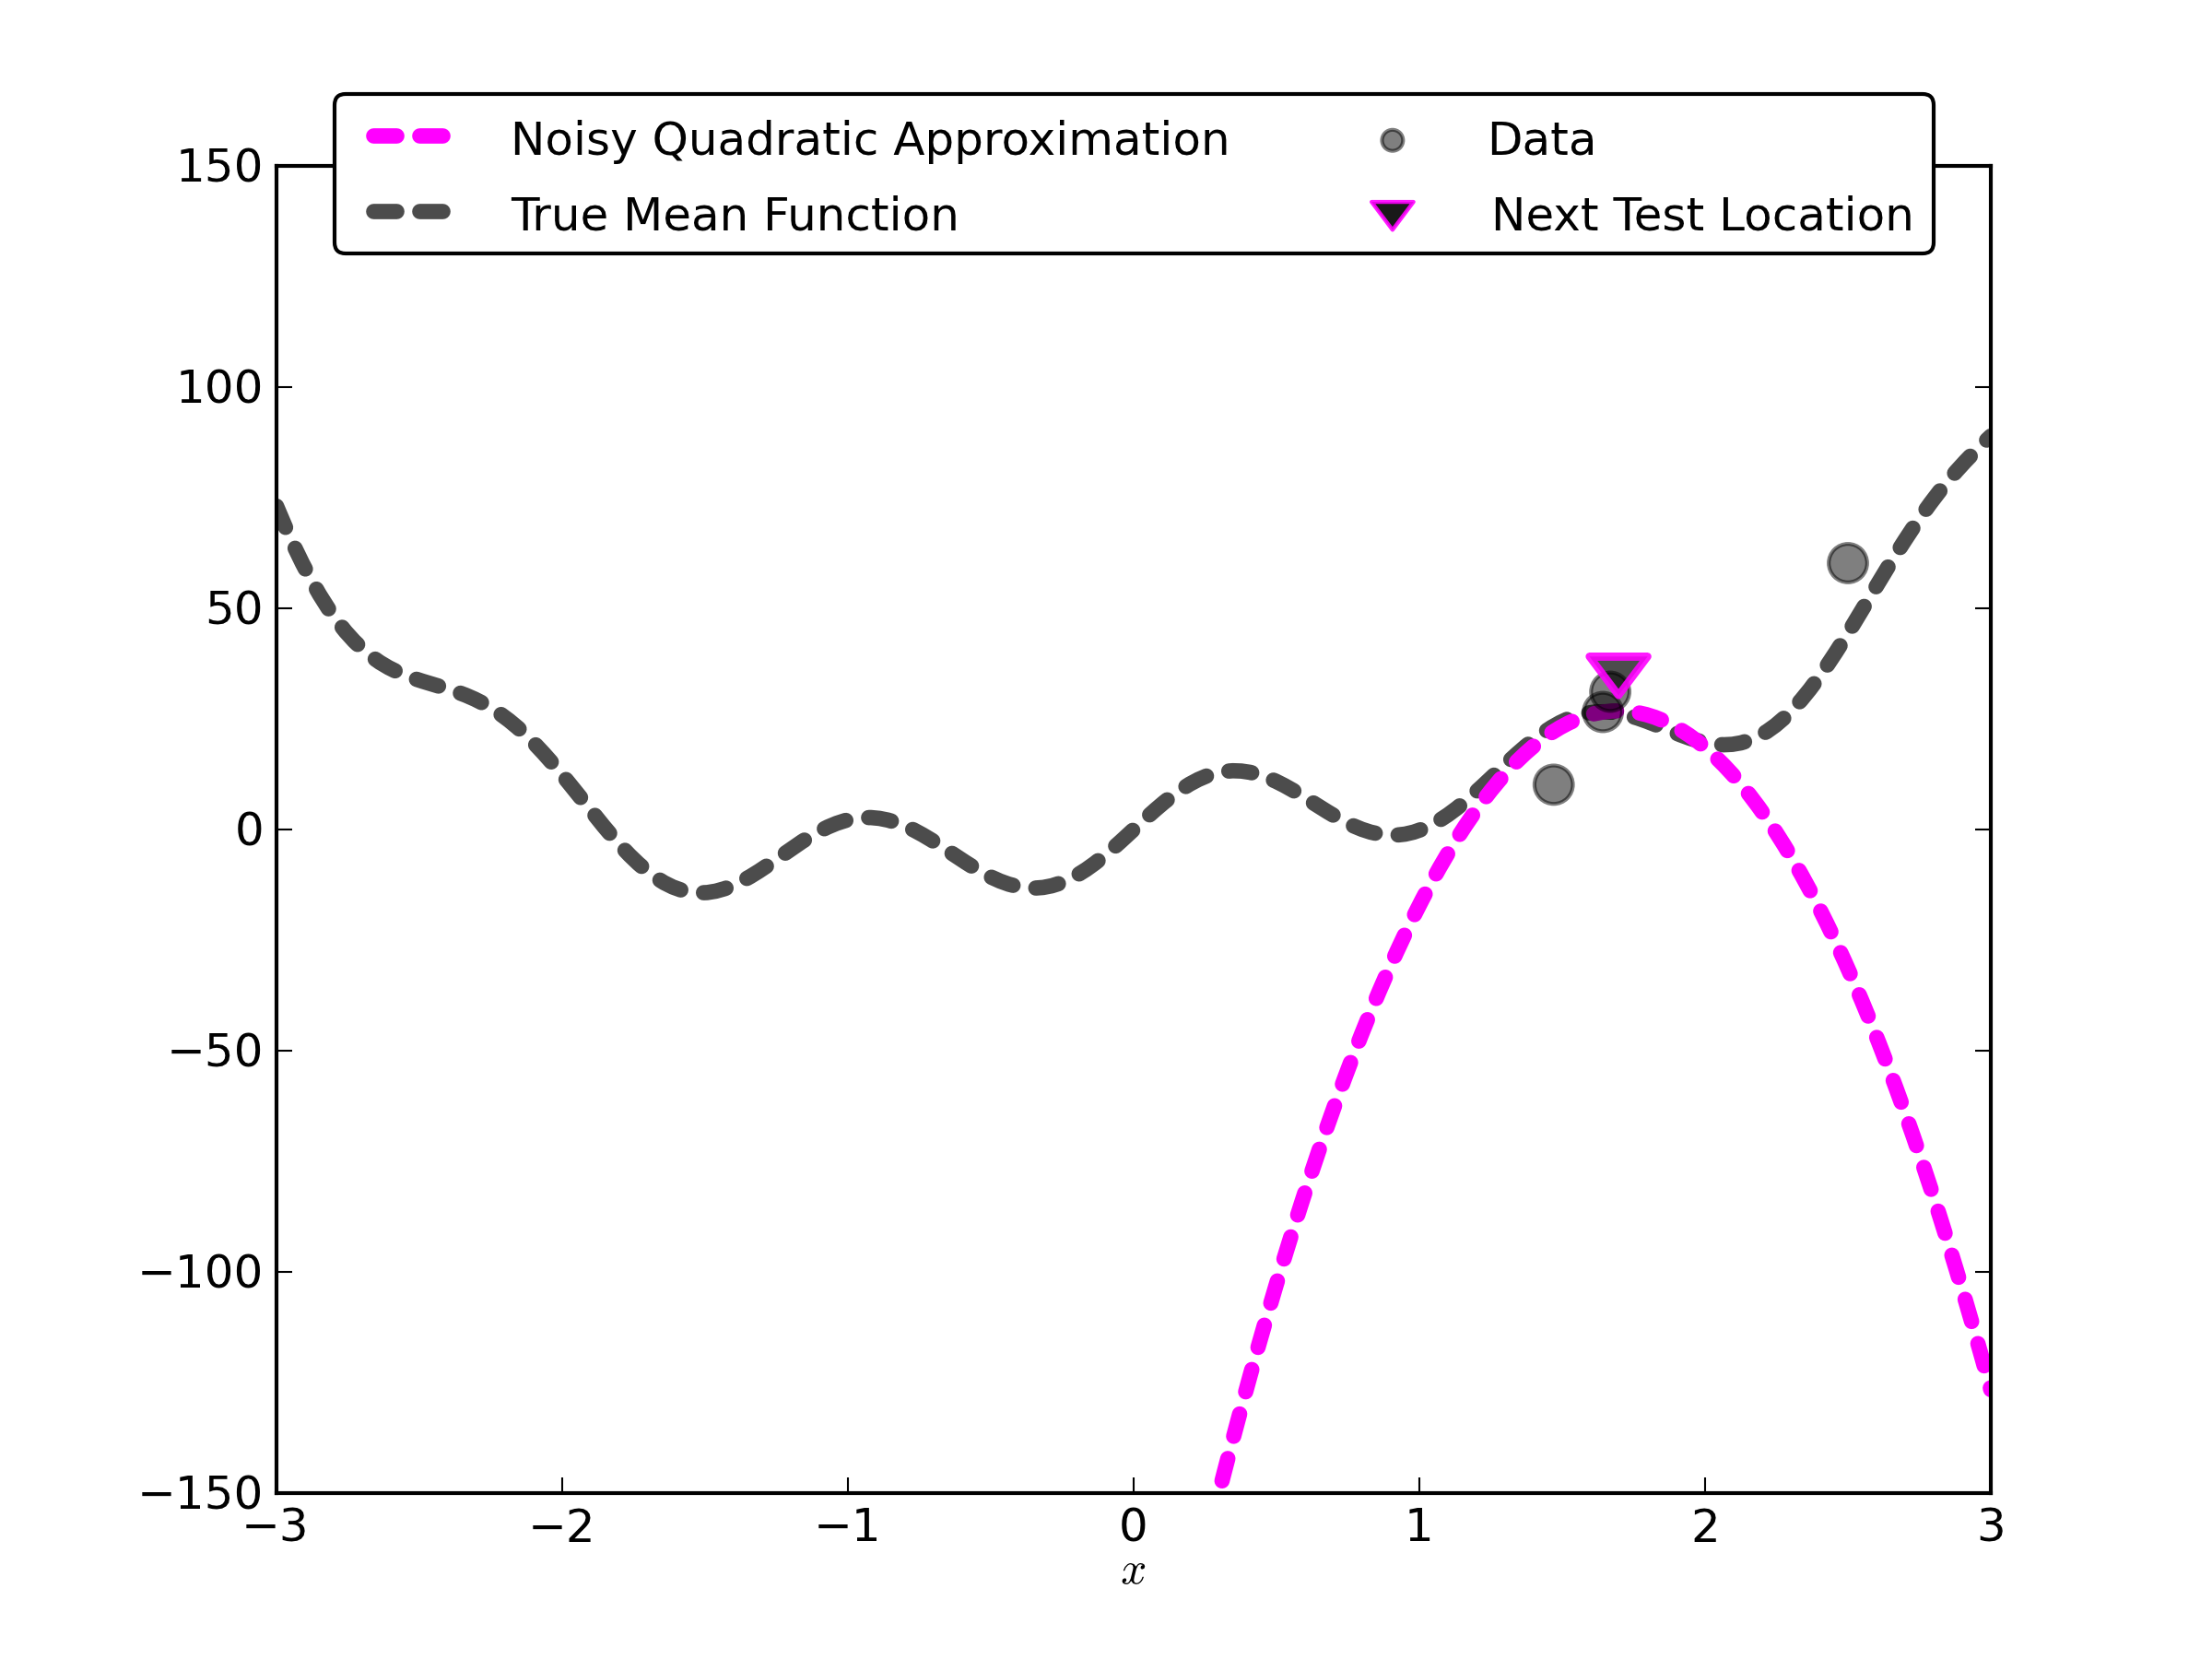 Noisy Quadratic Approximation
True Mean Function
Data
Next Test Location
150
100
50
0
−50
−100
−150
−3 −2 −1 0 1 2 3
x